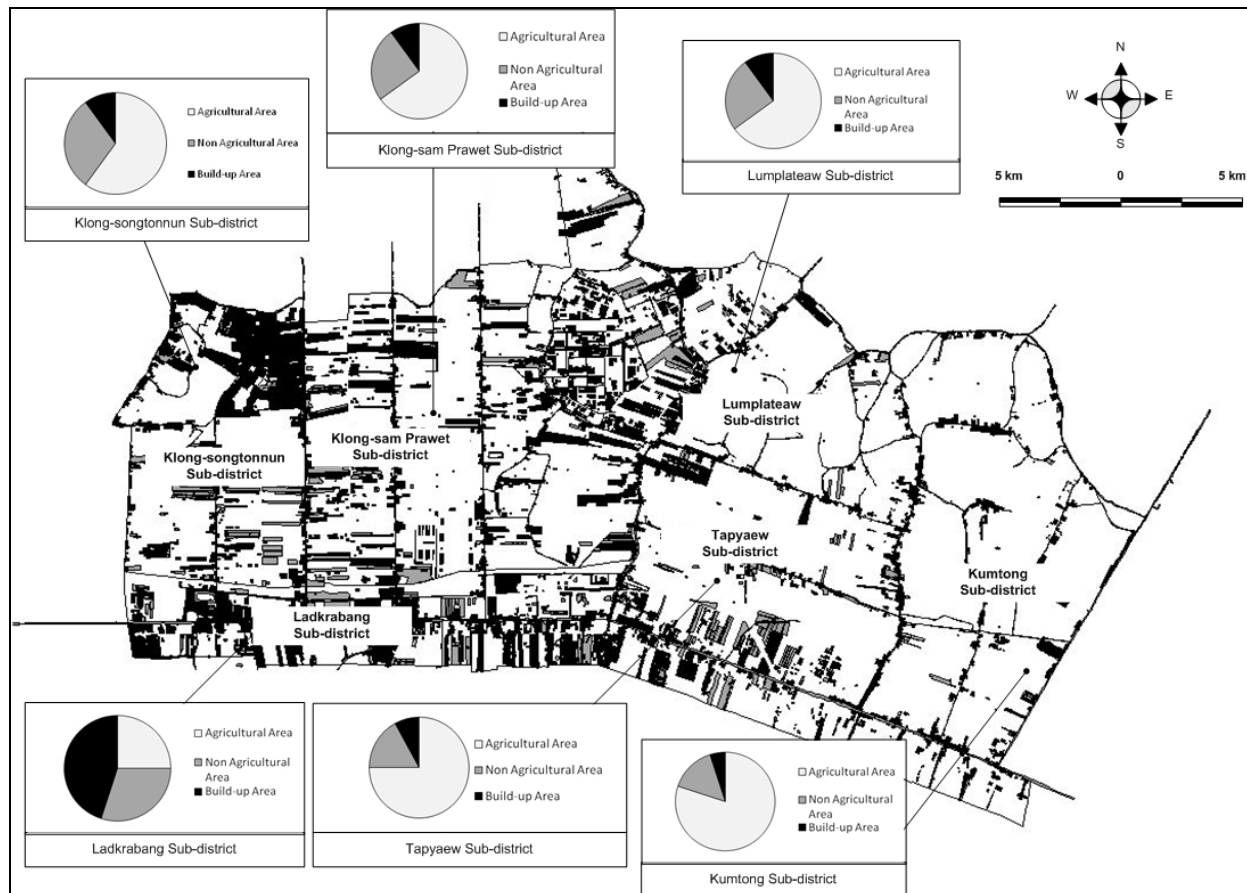 Agricultural Area
Non Agricultural
Area
Build-up Area
Klong-sam Prawet Sub-district
Agricultural Area
Non Agricultural
Area
Build-up Area
Lumplateaw Sub-district
N
W E
S
5 km 0 5 km
Agricultural Area
Non Agricultural Area
Build-up Area
Klong-songtonnun Sub-district
Lumplateaw
Sub-district
Klong-sam Prawet
Sub-district
Klong-songtonnun
Sub-district
Tapyaew
Sub-district
Kumtong
Sub-district
Ladkrabang
Sub-district
Agricultural Area
Non Agricultural
Area
Build-up Area
Ladkrabang Sub-district
Agricultural Area
Non Agricultural Area
Build-up Area
Tapyaew Sub-district
Agricultural Area
Non Agricultural
Area
Build-up Area
Kumtong Sub-district